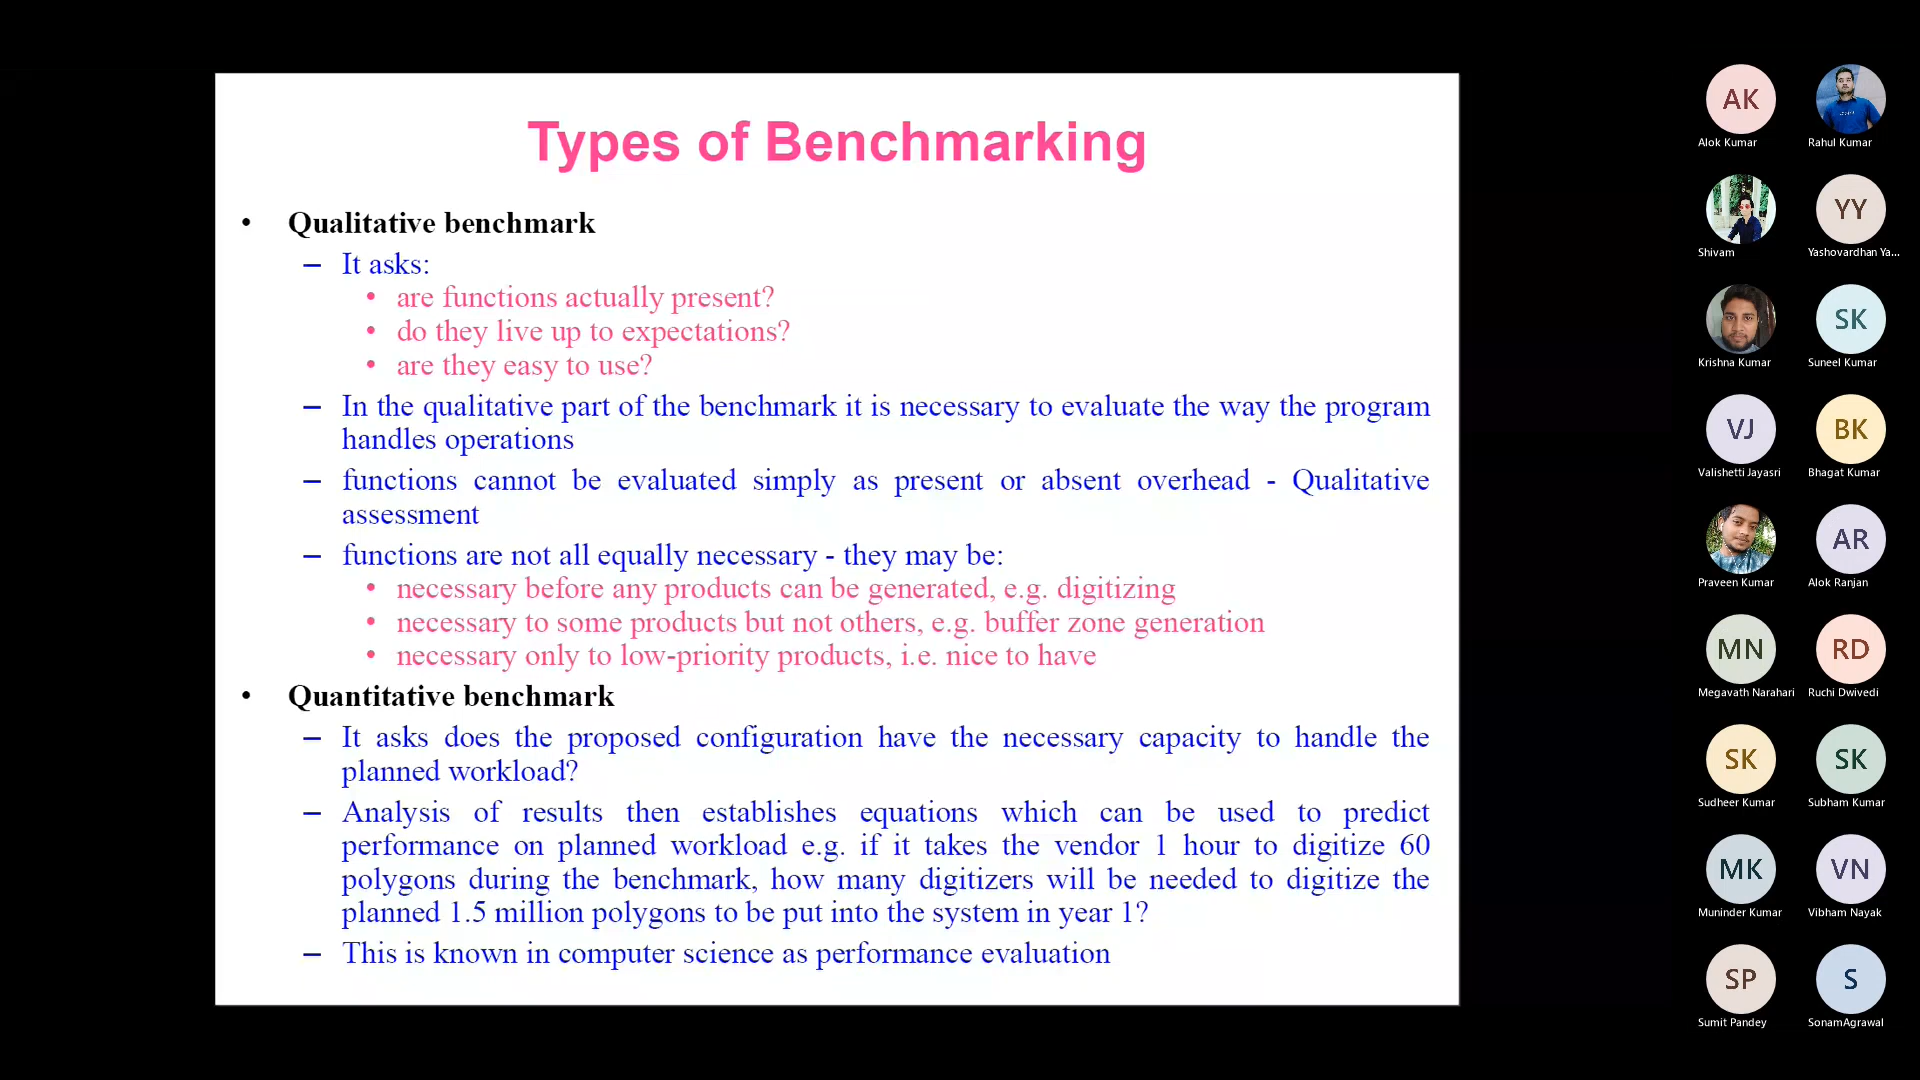 Types of Benchmarking
• Qualitative benchmark
– It asks:
• are functions actually present?
• do they live up to expectations?
• are they easy to use?
– In the qualitative part of the benchmark it is necessary to evaluate the way the program
handles operations
– functions cannot be evaluated simply as present or absent overhead - Qualitative
assessment
– functions are not all equally necessary - they may be:
• necessary before any products can be generated, e.g. digitizing
• necessary to some products but not others, e.g. buffer zone generation
• necessary only to low-priority products, i.e. nice to have
• Quantitative benchmark
– It asks does the proposed configuration have the necessary capacity to handle the
planned workload?
– Analysis of results then establishes equations which can be used to predict
performance on planned workload e.g. if it takes the vendor 1 hour to digitize 60
polygons during the benchmark, how many digitizers will be needed to digitize the
planned 1.5 million polygons to be put into the system in year 1?
– This is known in computer science as performance evaluation
AK
Alok Kumar
Rahul Kumar
Shivam
YY
Yashovardhan Ya...
Krishna Kumar
SK
Suneel Kumar
VJ
Valishetti Jayasri
BK
Bhagat Kumar
Praveen Kumar
AR
Alok Ranjan
MN
Megavath Narahari
RD
Ruchi Dwivedi
SK
Sudheer Kumar
SK
Subham Kumar
MK
Muninder Kumar
VN
Vibham Nayak
SP
Sumit Pandey
S
SonamAgrawal